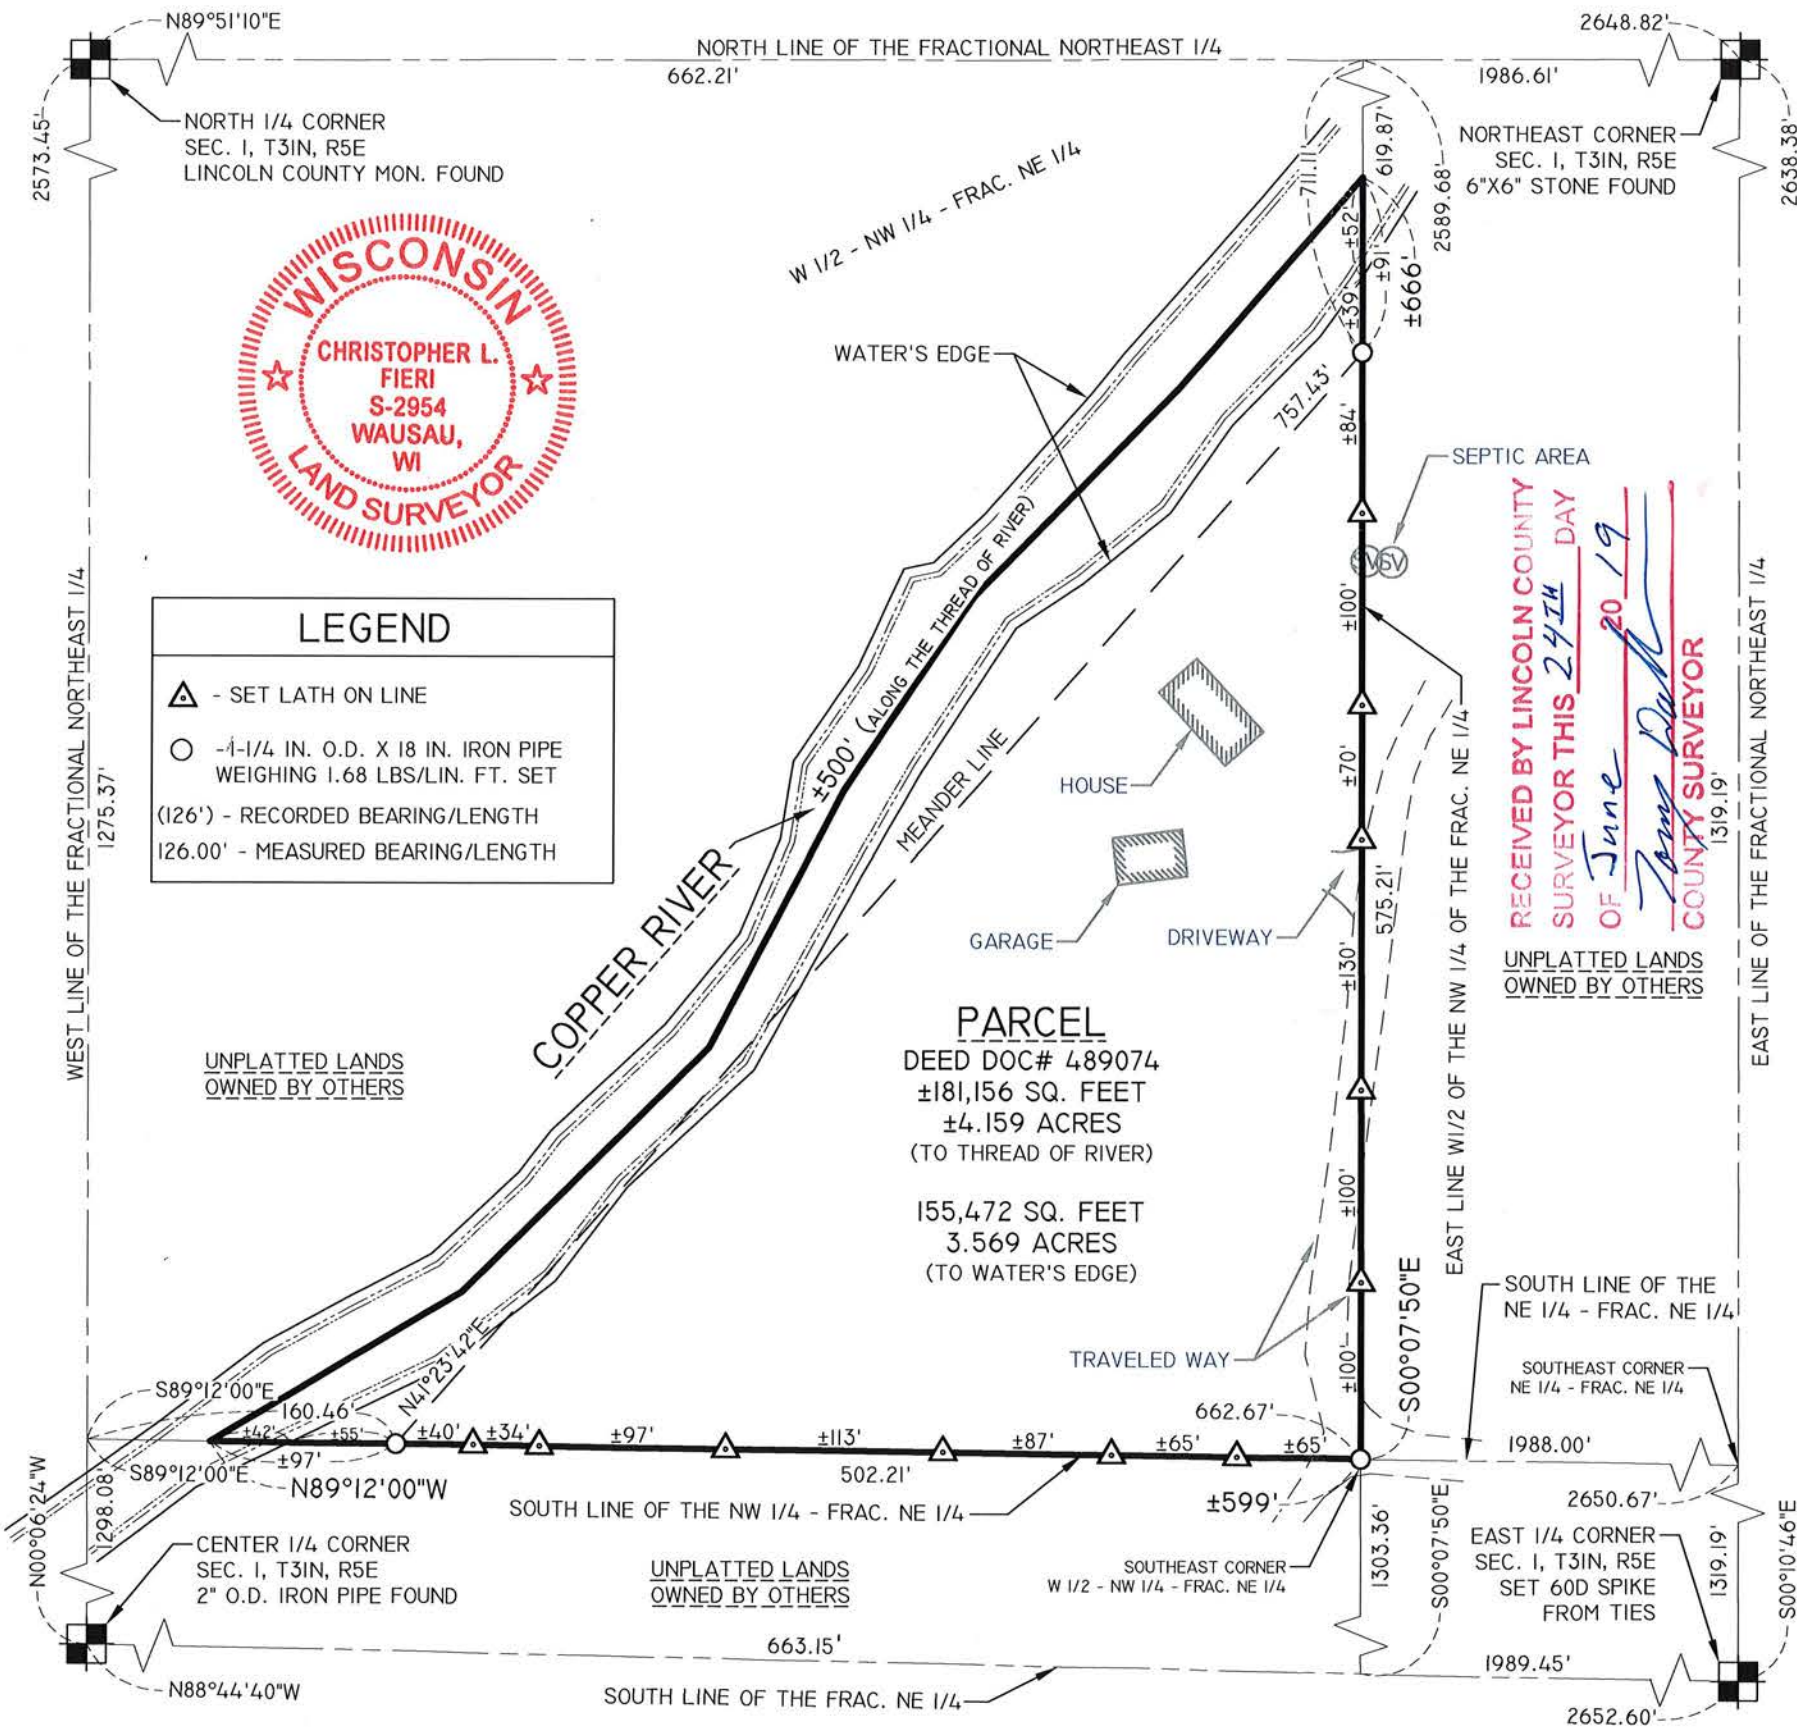 N89°51'10"E
2648.82'
NORTH LINE OF THE FRACTIONAL NORTHEAST 1/4
662.21'
1986.61'
2573.45'
NORTH 1/4 CORNER
SEC. 1, T31N, R5E
LINCOLN COUNTY MON. FOUND
NORTHEAST CORNER
SEC. 1, T31N, R5E
6"X6" STONE FOUND
2638.38'
619.87'
711.11'
2589.68'
W 1/2 - NW 1/4 - FRAC. NE 1/4
±52'
±91'
±39'
±666'
WISCONSIN
CHRISTOPHER L.
FIERI
S-2954
WAUSAU,
WI
LAND SURVEYOR
WATER'S EDGE
757.43'
±84'
SEPTIC AREA
SV
SV
±100'
RECEIVED BY LINCOLN COUNTY
SURVEYOR THIS 24TH DAY
OF June 20 19
COUNTY SURVEYOR
LEGEND
- SET LATH ON LINE
- 1-1/4 IN. O.D. X 18 IN. IRON PIPE
WEIGHING 1.68 LBS/LIN. FT. SET
(126') - RECORDED BEARING/LENGTH
126.00' - MEASURED BEARING/LENGTH
WEST LINE OF THE FRACTIONAL NORTHEAST 1/4
1275.37'
±500' (ALONG THE THREAD OF RIVER)
MEANDER LINE
COPPER RIVER
HOUSE
GARAGE
DRIVEWAY
±70'
575.21'
±130'
EAST LINE W1/2 OF THE NW 1/4 OF THE FRAC. NE 1/4
1319.19'
EAST LINE OF THE FRACTIONAL NORTHEAST 1/4
UNPLATTED LANDS
OWNED BY OTHERS
UNPLATTED LANDS
OWNED BY OTHERS
PARCEL
DEED DOC# 489074
±181,156 SQ. FEET
±4.159 ACRES
(TO THREAD OF RIVER)
155,472 SQ. FEET
3.569 ACRES
(TO WATER'S EDGE)
±100'
±100'
S00°07'50"E
TRAVELED WAY
SOUTH LINE OF THE
NE 1/4 - FRAC. NE 1/4
SOUTHEAST CORNER
NE 1/4 - FRAC. NE 1/4
N41°23'42"E
S89°12'00"E
160.46'
662.67'
±42'
±55'
±40'
±34'
±97'
±113'
±87'
±65'
±65'
1988.00'
S89°12'00"E
±97'
N89°12'00"W
502.21'
±599'
SOUTH LINE OF THE NW 1/4 - FRAC. NE 1/4
2650.67'
N00°06'24"W
1298.08'
CENTER 1/4 CORNER
SEC. 1, T31N, R5E
2" O.D. IRON PIPE FOUND
UNPLATTED LANDS
OWNED BY OTHERS
SOUTHEAST CORNER
W 1/2 - NW 1/4 - FRAC. NE 1/4
1303.36'
S00°07'50"E
EAST 1/4 CORNER
SEC. 1, T31N, R5E
SET 60D SPIKE
FROM TIES
1319.19'
S00°10'46"E
663.15'
1989.45'
N88°44'40"W
SOUTH LINE OF THE FRAC. NE 1/4
2652.60'